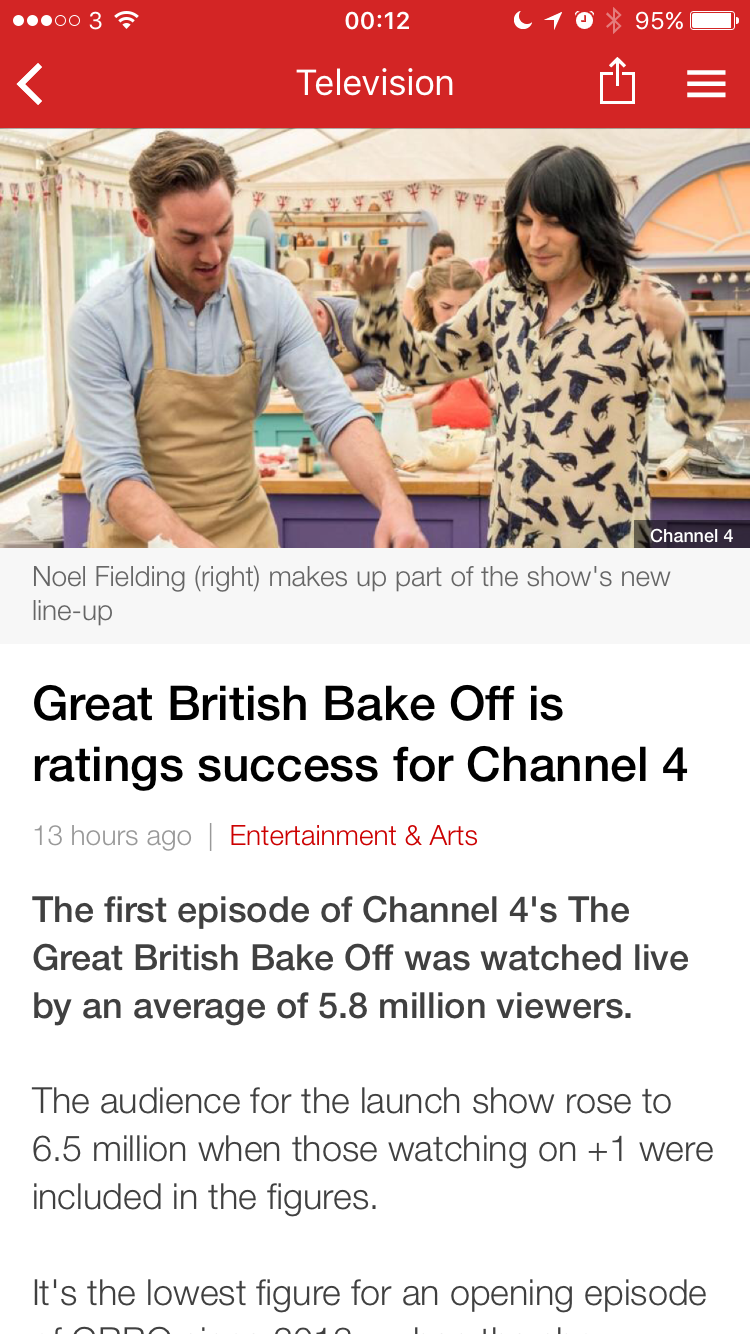 3 00:12 95%
Television
Channel 4
Noel Fielding (right) makes up part of the show's new
line-up
Great British Bake Off is
ratings success for Channel 4
13 hours ago | Entertainment & Arts
The first episode of Channel 4's The
Great British Bake Off was watched live
by an average of 5.8 million viewers.
The audience for the launch show rose to
6.5 million when those watching on +1 were
included in the figures.
It's the lowest figure for an opening episode